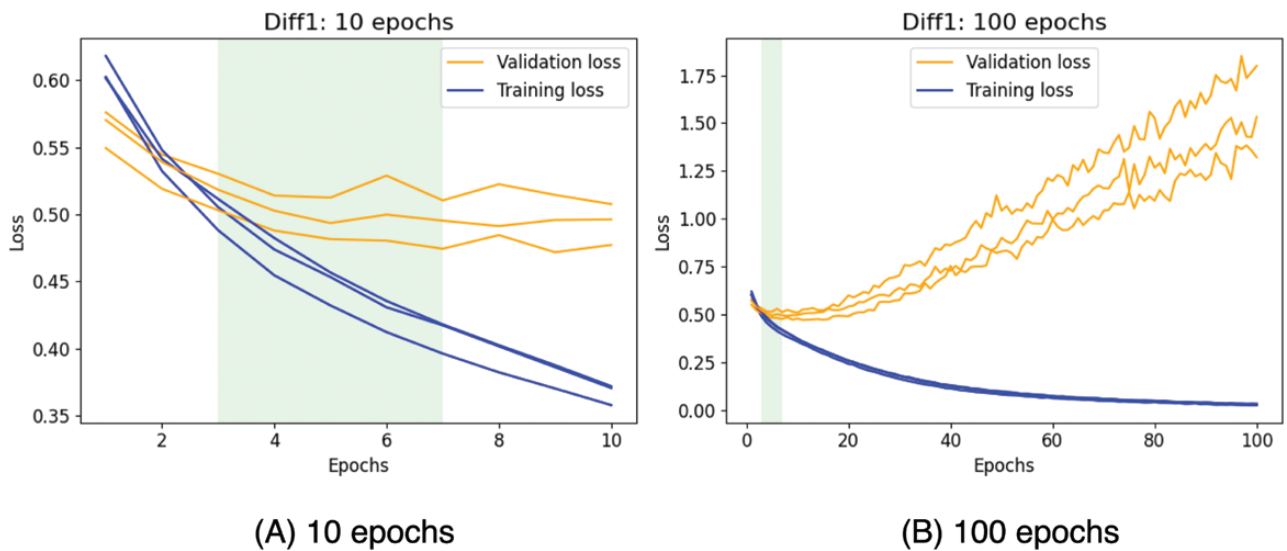 Diff1: 10 epochs
Validation loss
Training loss
0.60
0.55
0.50
0.45
0.40
0.35
Loss
2
4
6
8
10
Epochs
(A) 10 epochs
Diff1: 100 epochs
Validation loss
Training loss
1.75
1.50
1.25
1.00
0.75
0.50
0.25
0.00
Loss
0
20
40
60
80
100
Epochs
(B) 100 epochs